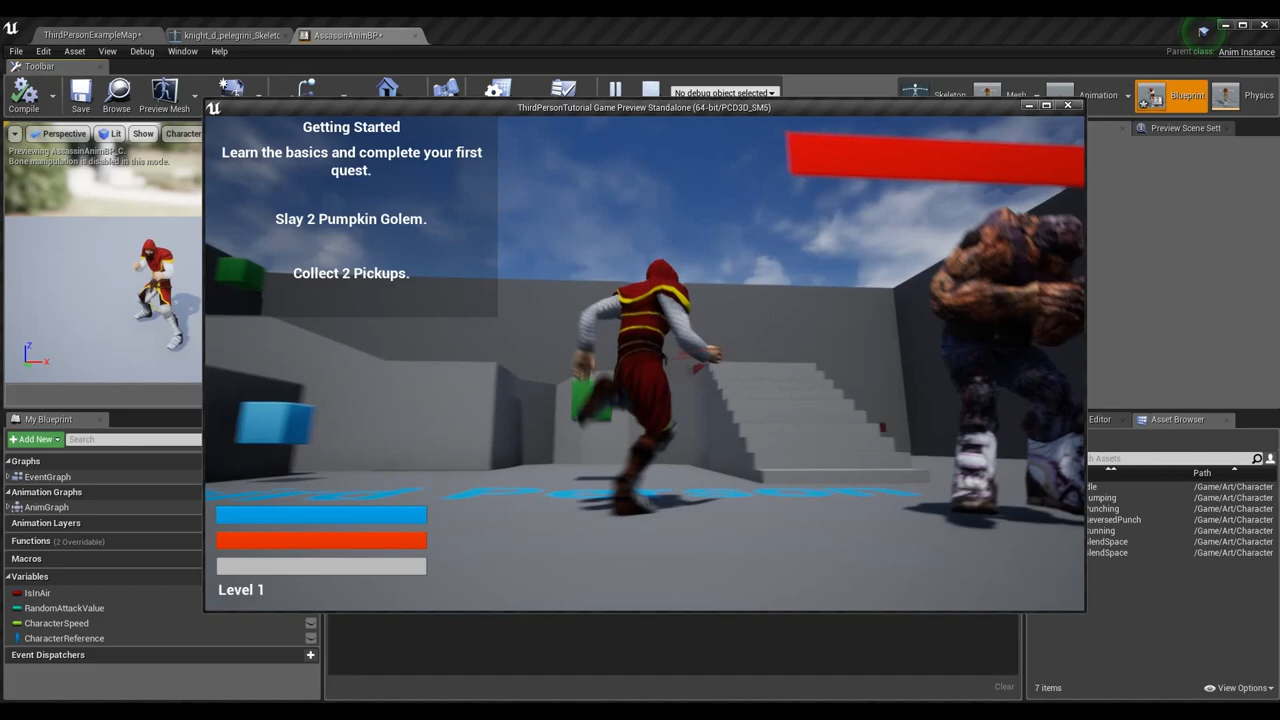 ThirdPersonExampleMap*
knight_d_pelegrini_Skeletc
AssassinAnimBP*
File Edit Asset View Debug Window Help
Parent class: Anim Instance
Toolbar
Compile Save Browse Preview Mesh
No debug object selected
Skeleton Mesh Animation Blueprint Physics
ThirdPersonTutorial Game Preview Standalone (64-bit/PCD3D_SM5)
Perspective Lit Show Character
Previewing AssassinAnimBP_C.
Bone manipulation is disabled in this mode.
Preview Scene Sett
Getting Started
Learn the basics and complete your first
quest.
Slay 2 Pumpkin Golem.
Collect 2 Pickups.
Z
X
Level 1
My Blueprint
Add New Search
Graphs
EventGraph
Animation Graphs
AnimGraph
Animation Layers
Functions (2 Overridable)
Macros
Variables
IsInAir
RandomAttackValue
CharacterSpeed
CharacterReference
Event Dispatchers
Editor Asset Browser
Assets
Path
dle /Game/Art/Character
umping /Game/Art/Character
unching /Game/Art/Character
eversedPunch /Game/Art/Character
unning /Game/Art/Character
lendSpace /Game/Art/Character
lendSpace /Game/Art/Character
Clear
7 items
View Options